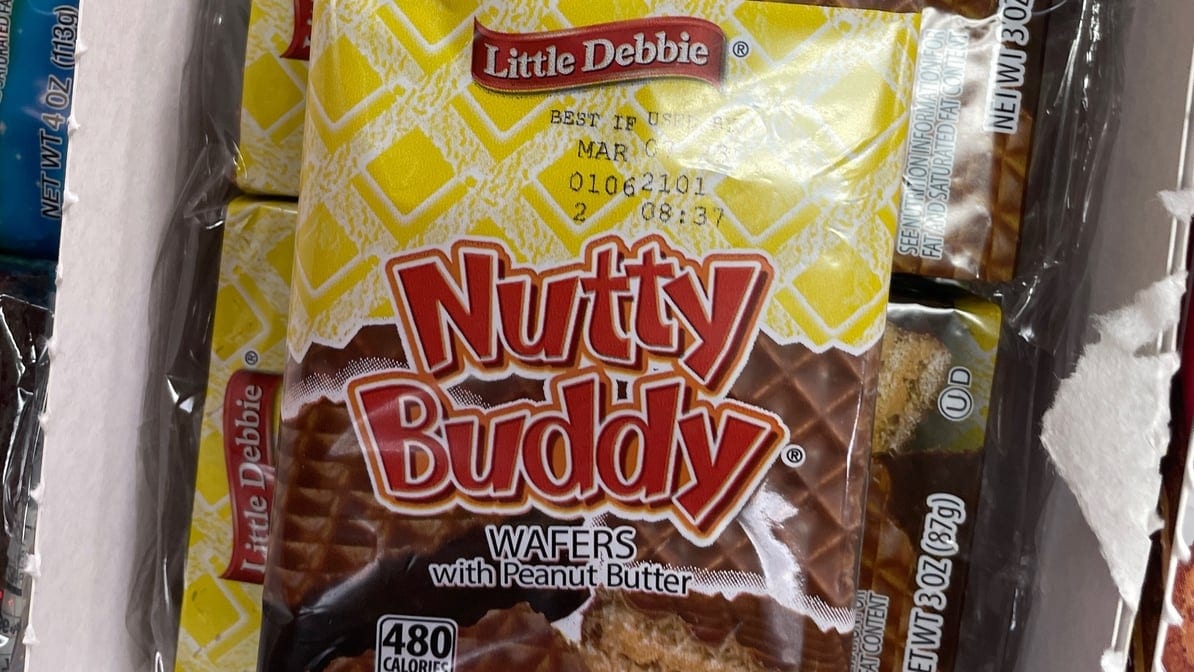 NET WT 4 OZ (113g)
Little Debbie®
BEST IF USED BY
MAR
01062101
2 08:37
Nutty
Buddy®
WAFERS
with Peanut Butter
480
CALORIES
Little Debbie®
SEE NUTRITION INFORMATION FOR
FAT AND SATURATED FAT CONTENT
NET WT 3 OZ
U D
NET WT 3 OZ (87g)
FAT CONTENT